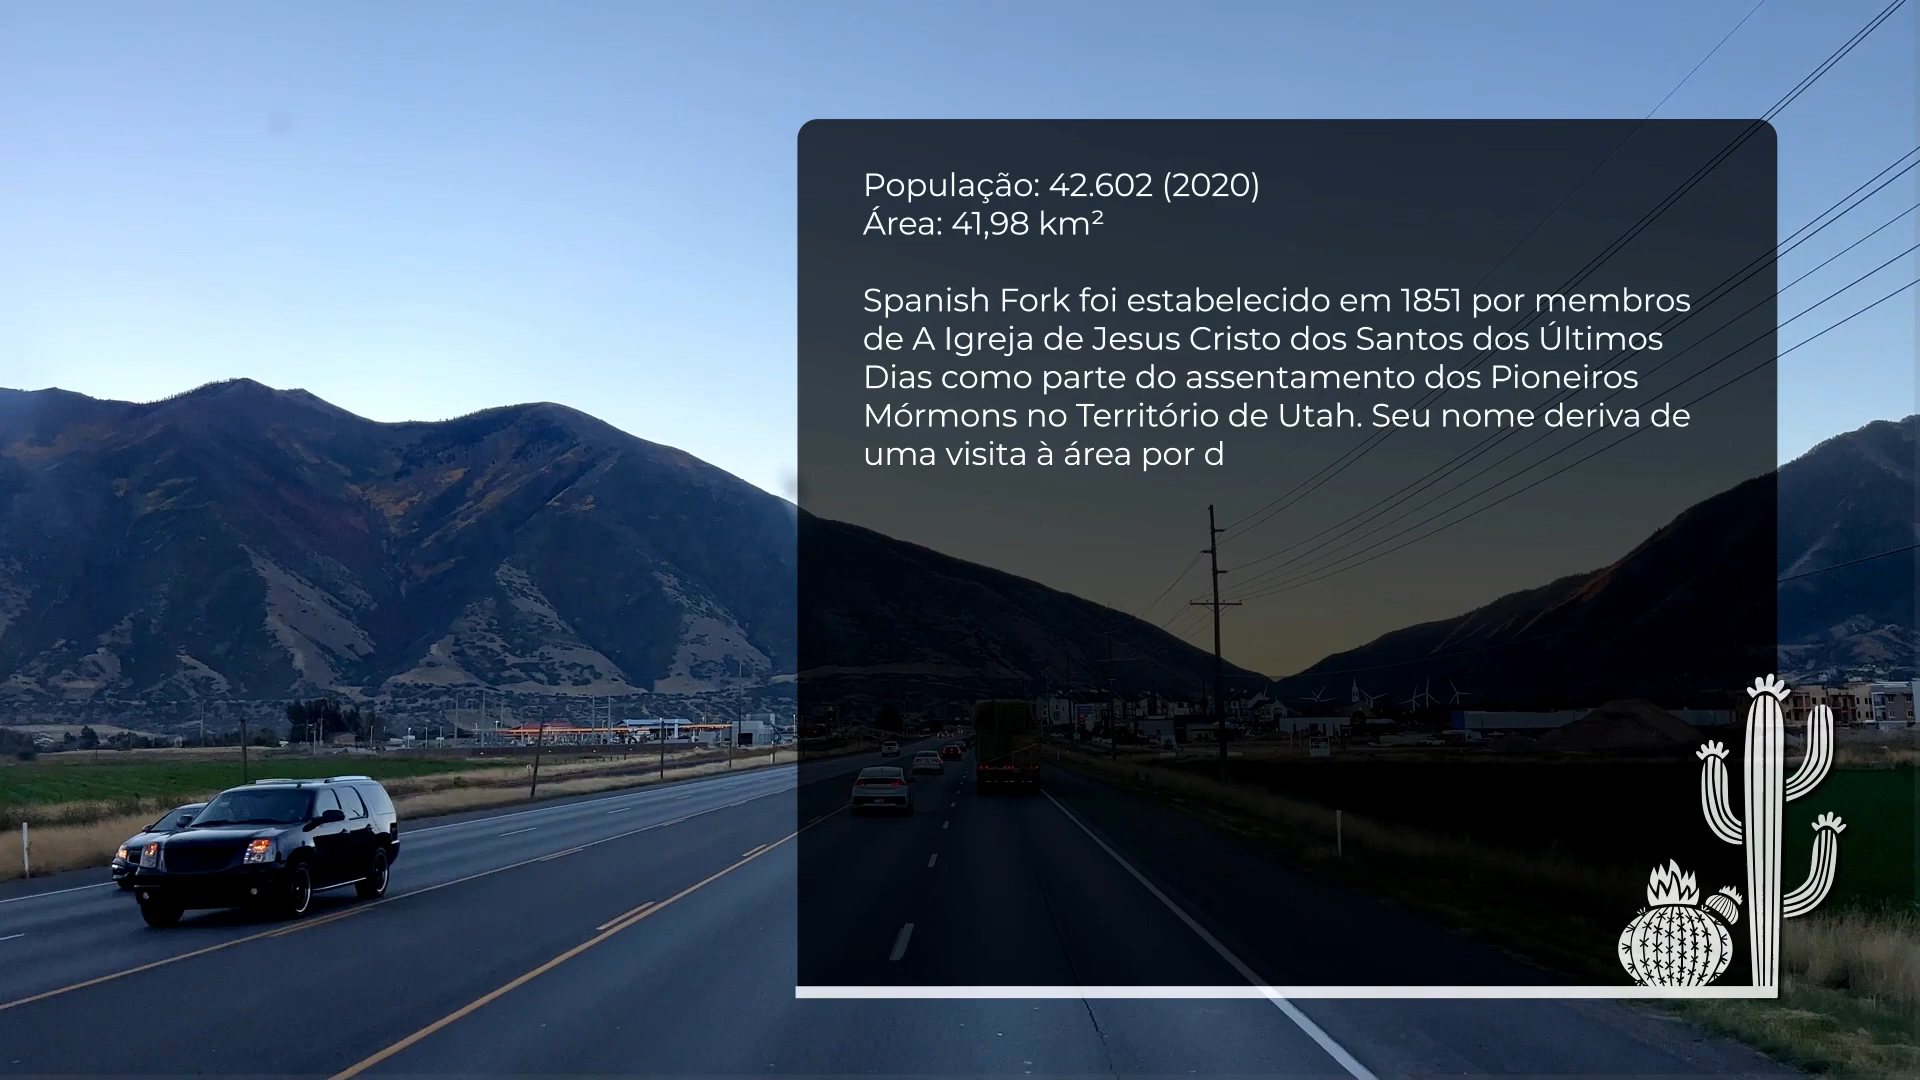 População: 42.602 (2020)
Área: 41,98 km²
Spanish Fork foi estabelecido em 1851 por membros
de A Igreja de Jesus Cristo dos Santos dos Últimos
Dias como parte do assentamento dos Pioneiros
Mórmons no Território de Utah. Seu nome deriva de
uma visita à área por d